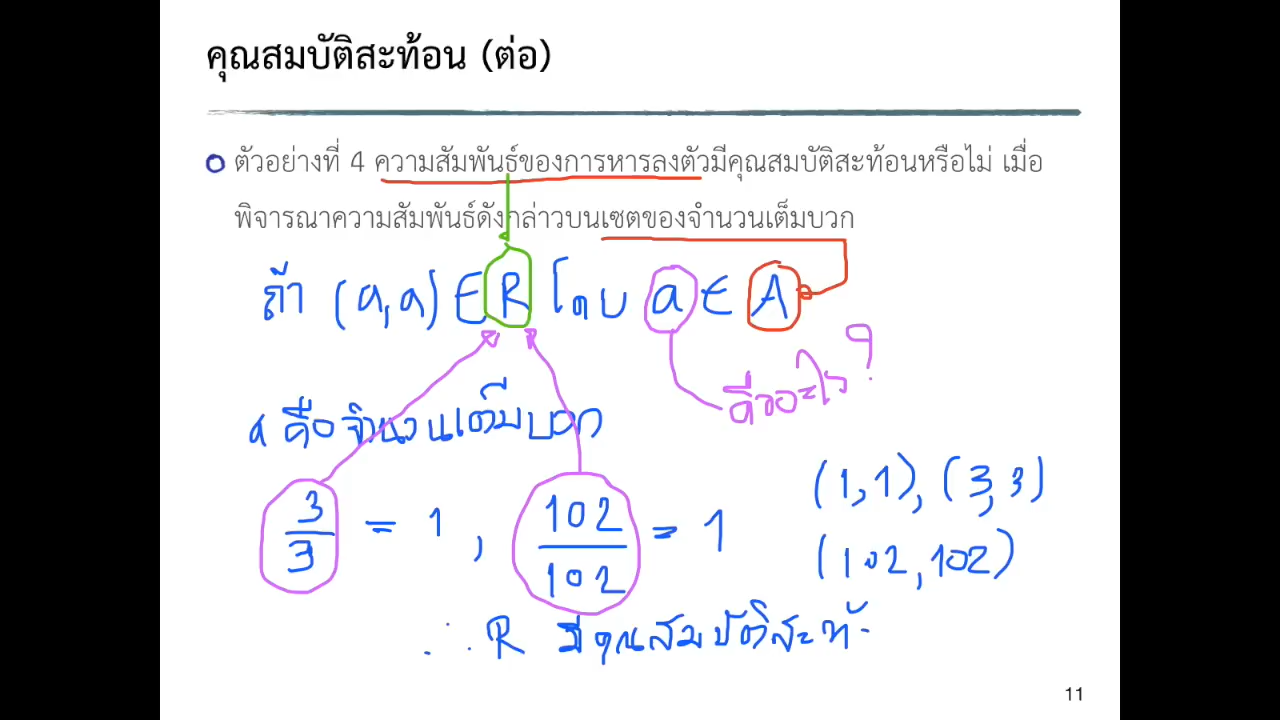 คุณสมบัติสะท้อน (ต่อ)
ตัวอย่างที่ 4 ความสัมพันธ์ของการหารลงตัวมีคุณสมบัติสะท้อนหรือไม่ เมื่อ
พิจารณาความสัมพันธ์ดังกล่าวบนเซตของจำนวนเต็มบวก
ถ้า (a,a) ∈ R โดย a ∈ A
คืออะไร?
a คือจำนวนเต็มบวก
3/3 = 1 , 102/102 = 1
(1,1), (3,3)
(102,102)
∴ R มีคุณสมบัติสะท้
11